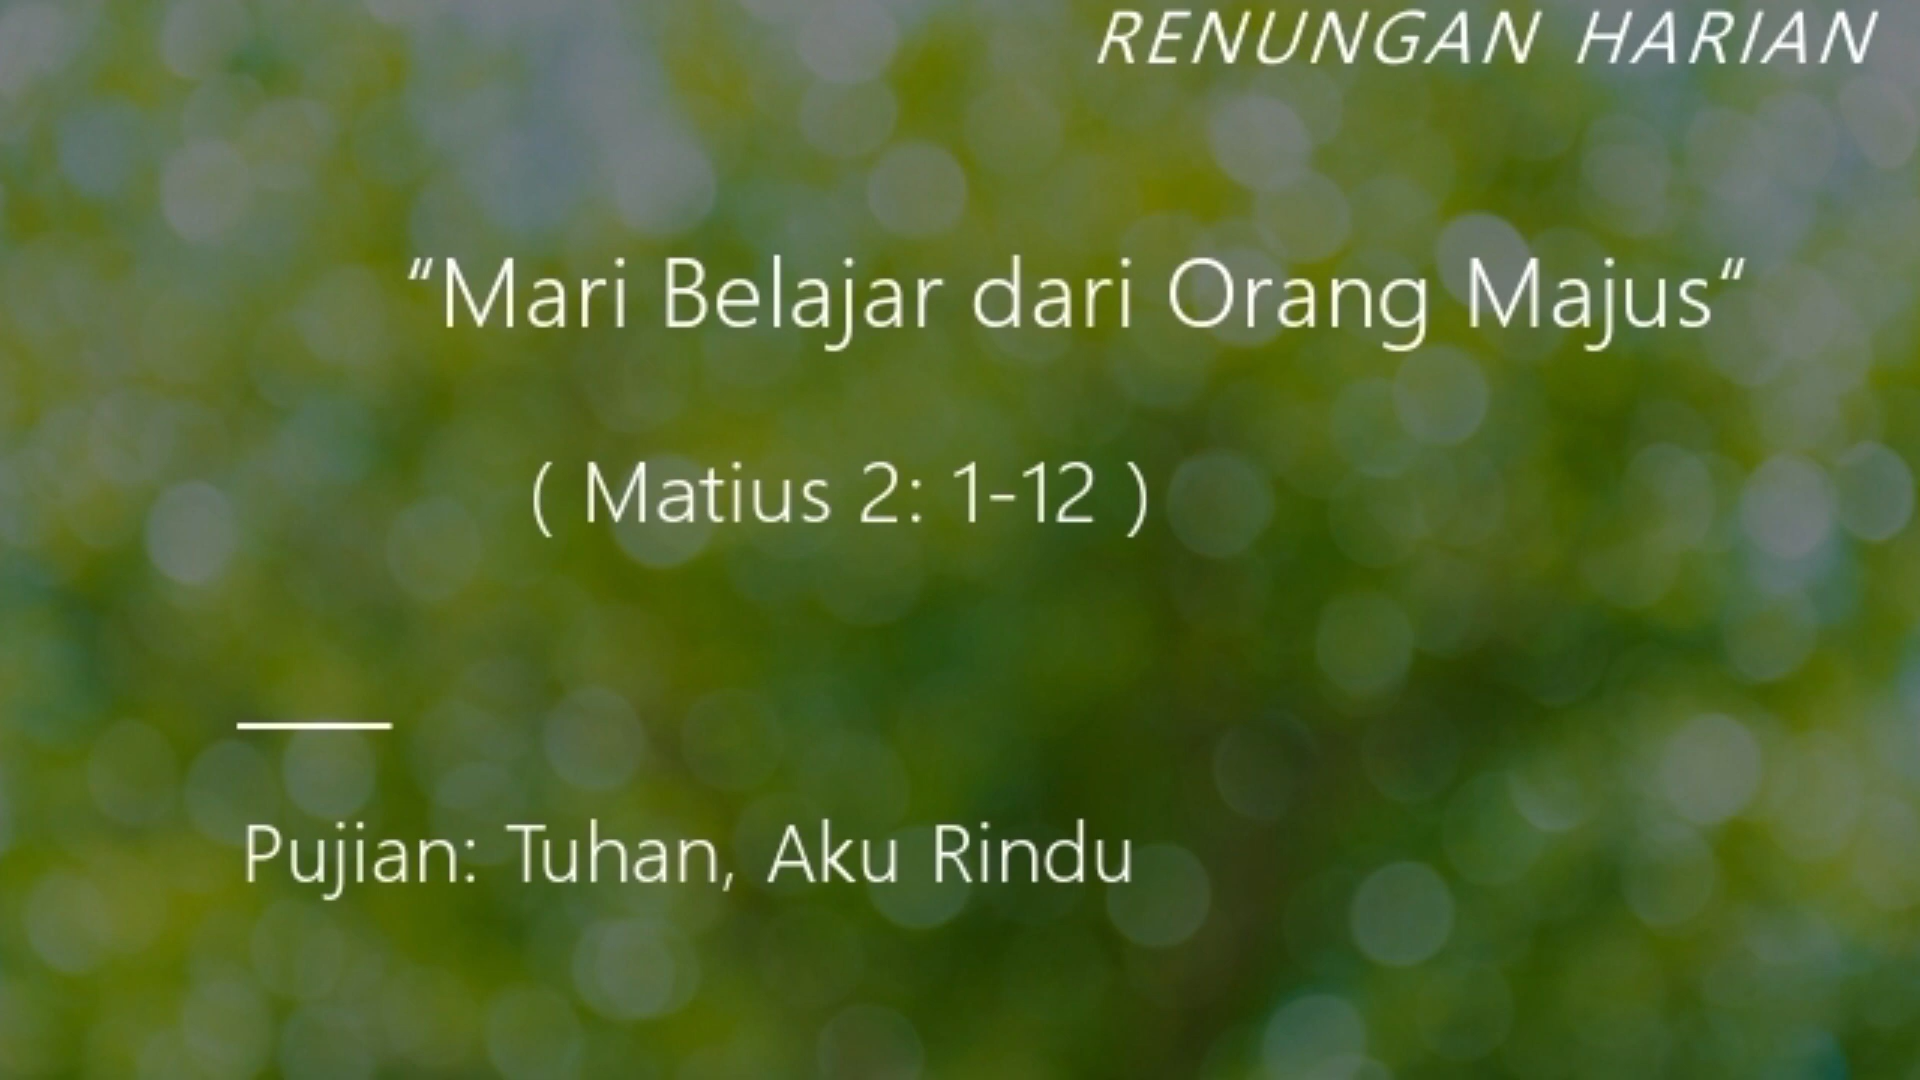 RENUNGAN HARIAN
“Mari Belajar dari Orang Majus“
( Matius 2: 1-12 )
Pujian: Tuhan, Aku Rindu